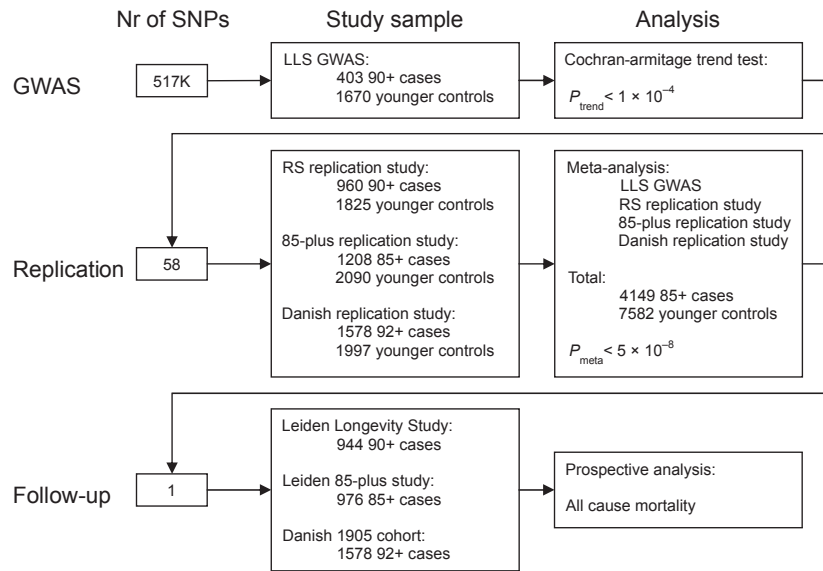 Nr of SNPs
Study sample
Analysis
GWAS
517K
LLS GWAS:
403 90+ cases
1670 younger controls
Cochran-armitage trend test:
P trend < 1 × 10⁻⁴
Replication
58
RS replication study:
960 90+ cases
1825 younger controls
85-plus replication study:
1208 85+ cases
2090 younger controls
Danish replication study:
1578 92+ cases
1997 younger controls
Meta-analysis:
LLS GWAS
RS replication study
85-plus replication study
Danish replication study
Total:
4149 85+ cases
7582 younger controls
P meta < 5 × 10⁻⁸
Follow-up
1
Leiden Longevity Study:
944 90+ cases
Leiden 85-plus study:
976 85+ cases
Danish 1905 cohort:
1578 92+ cases
Prospective analysis:
All cause mortality